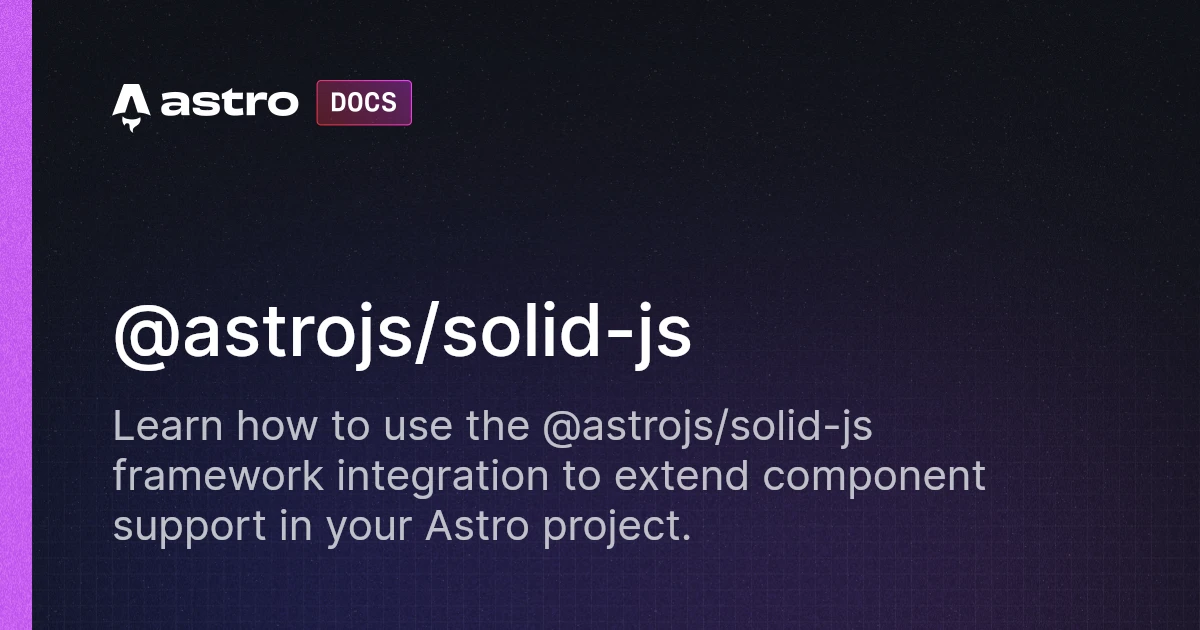 astro DOCS
@astrojs/solid-js
Learn how to use the @astrojs/solid-js
framework integration to extend component
support in your Astro project.